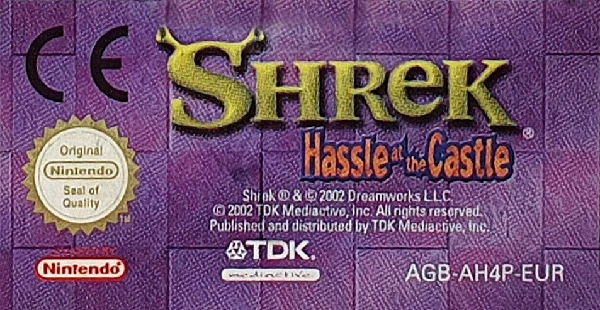 CE
SHREK®
Hassle at the Castle
Original
Nintendo
Seal of
Quality
TM
Shrek ® & © 2002 Dreamworks L.L.C.
© 2002 TDK Mediactive, Inc. All rights reserved.
Published and distributed by TDK Mediactive, Inc.
TDK.
mediactive
Nintendo®
AGB-AH4P-EUR